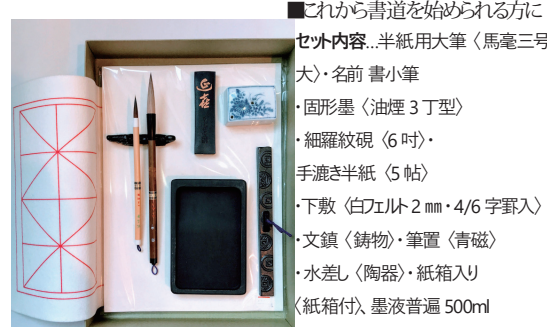 ■これから書道を始められる方に
セット内容…半紙用大筆〈馬毫三号
大〉・名前 書小筆
・固形墨〈油煙 3 丁型〉
・細羅紋硯〈6 吋〉・
手漉き半紙〈5 帖〉
・下敷〈白フェルト 2 ㎜・4/6 字罫入〉
・文鎮〈鋳物〉・筆置〈青磁〉
・水差し〈陶器〉・紙箱入り
〈紙箱付〉、墨液普遍 500ml